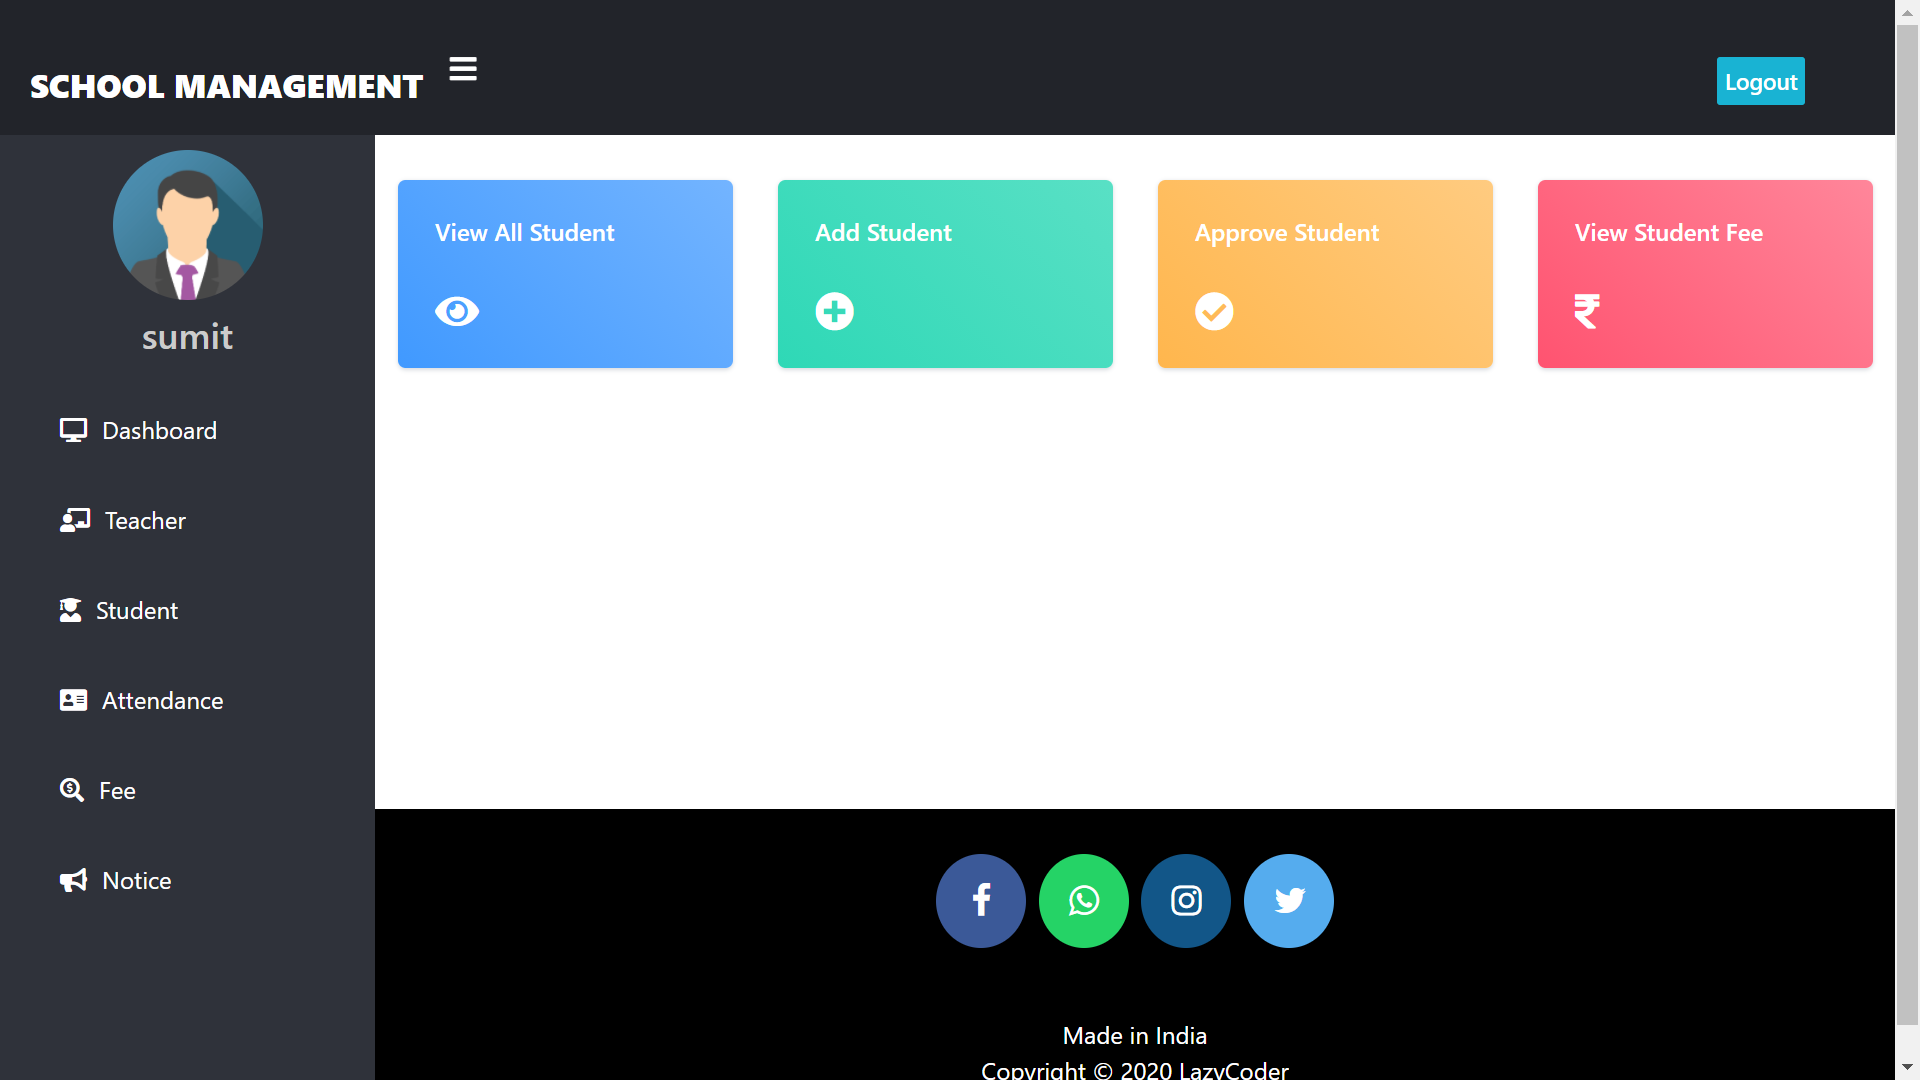 SCHOOL MANAGEMENT
Logout
sumit
Dashboard
Teacher
Student
Attendance
Fee
Notice
View All Student
Add Student
Approve Student
View Student Fee
₹
Made in India
Copyright © 2020 LazyCoder